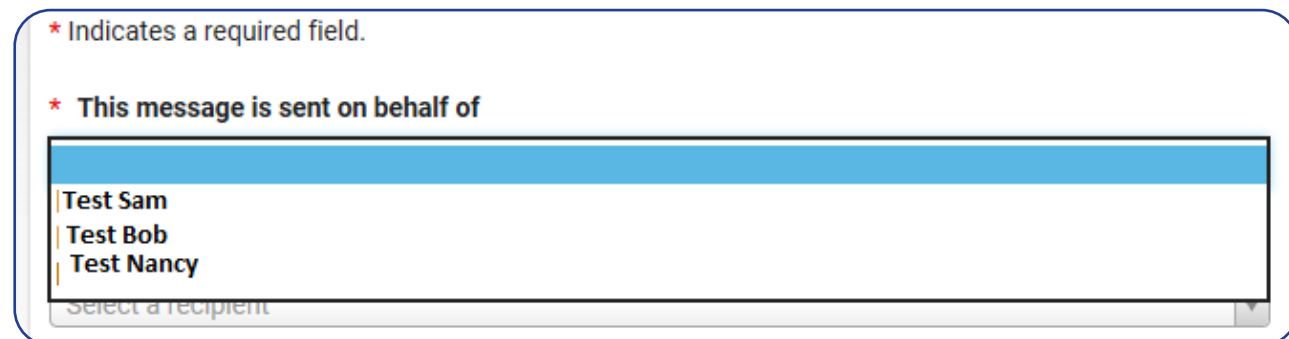 * Indicates a required field.
* This message is sent on behalf of
Test Sam
Test Bob
Test Nancy
Select a recipient